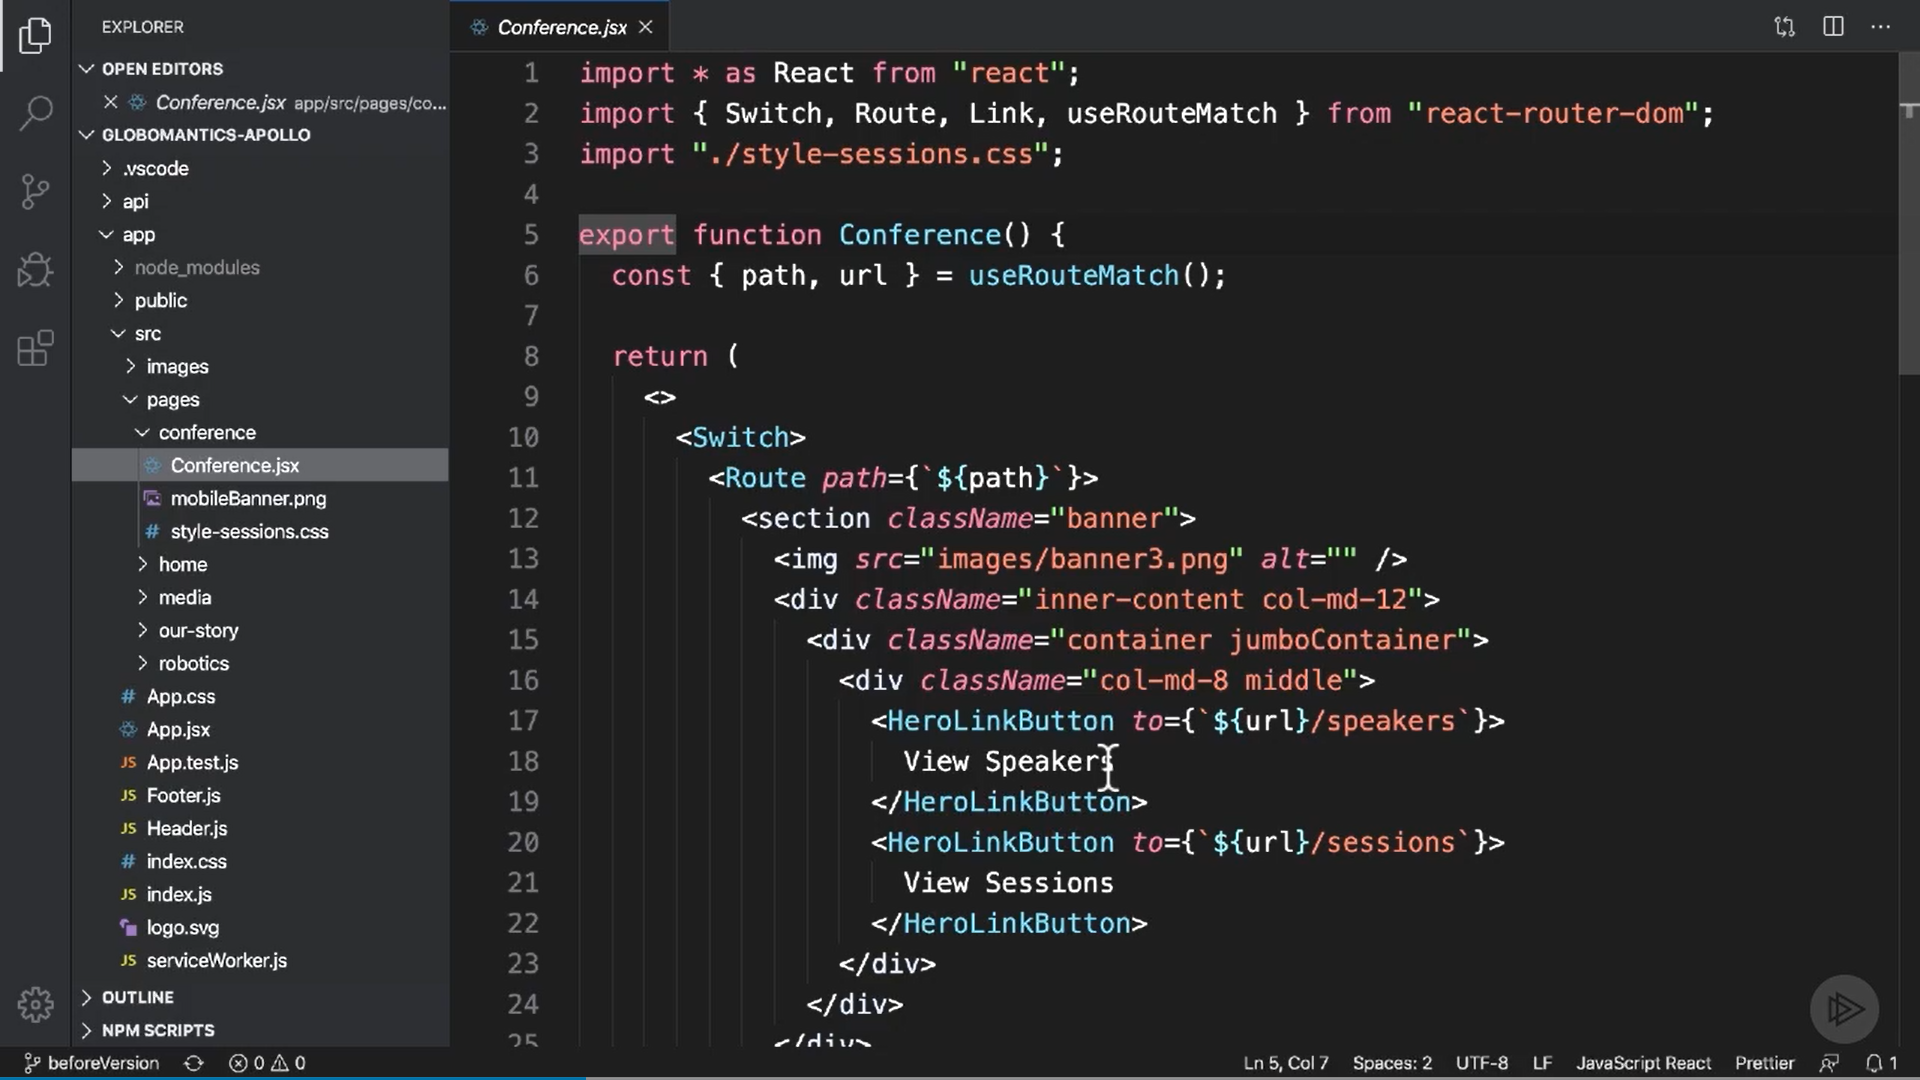 EXPLORER
OPEN EDITORS
Conference.jsx app/src/pages/co...
GLOBOMANTICS-APOLLO
.vscode
api
app
node_modules
public
src
images
pages
conference
Conference.jsx
mobileBanner.png
# style-sessions.css
home
media
our-story
robotics
# App.css
App.jsx
JS App.test.js
JS Footer.js
JS Header.js
# index.css
JS index.js
logo.svg
JS serviceWorker.js
OUTLINE
NPM SCRIPTS
Conference.jsx
1 import * as React from "react";
2 import { Switch, Route, Link, useRouteMatch } from "react-router-dom";
3 import "./style-sessions.css";
4
5 export function Conference() {
6 const { path, url } = useRouteMatch();
7
8 return (
9 <>
10 <Switch>
11 <Route path={`${path}`}>
12 <section className="banner">
13 <img src="images/banner3.png" alt="" />
14 <div className="inner-content col-md-12">
15 <div className="container jumboContainer">
16 <div className="col-md-8 middle">
17 <HeroLinkButton to={`${url}/speakers`}>
18 View Speakers
19 </HeroLinkButton>
20 <HeroLinkButton to={`${url}/sessions`}>
21 View Sessions
22 </HeroLinkButton>
23 </div>
24 </div>
25 </div>
beforeVersion 0 0 Ln 5, Col 7 Spaces: 2 UTF-8 LF JavaScript React Prettier 1